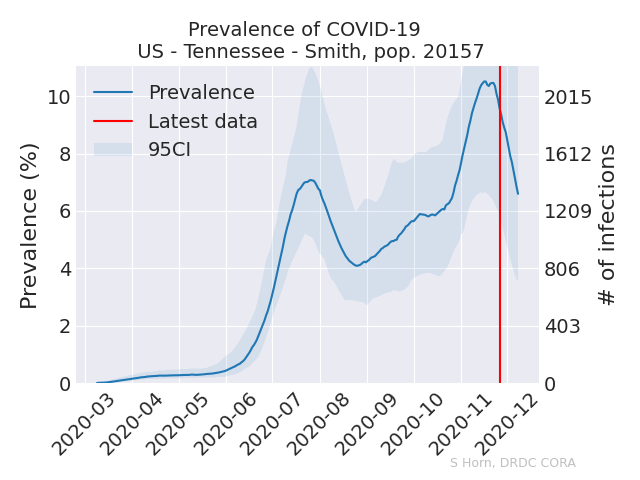 Prevalence of COVID-19
US - Tennessee - Smith, pop. 20157
Prevalence
Latest data
95CI
Prevalence (%)
10
8
6
4
2
0
2015
1612
1209
806
403
0
# of infections
2020-03
2020-04
2020-05
2020-06
2020-07
2020-08
2020-09
2020-10
2020-11
2020-12
S Horn, DRDC CORA